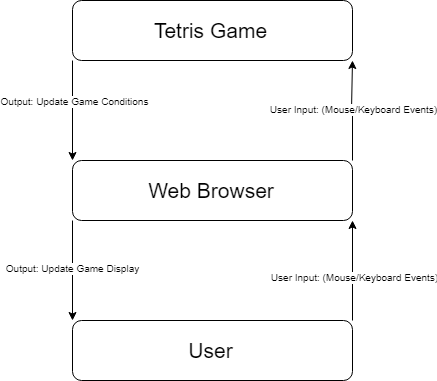 Tetris Game
Output: Update Game Conditions
User Input: (Mouse/Keyboard Events)
Web Browser
Output: Update Game Display
User Input: (Mouse/Keyboard Events)
User